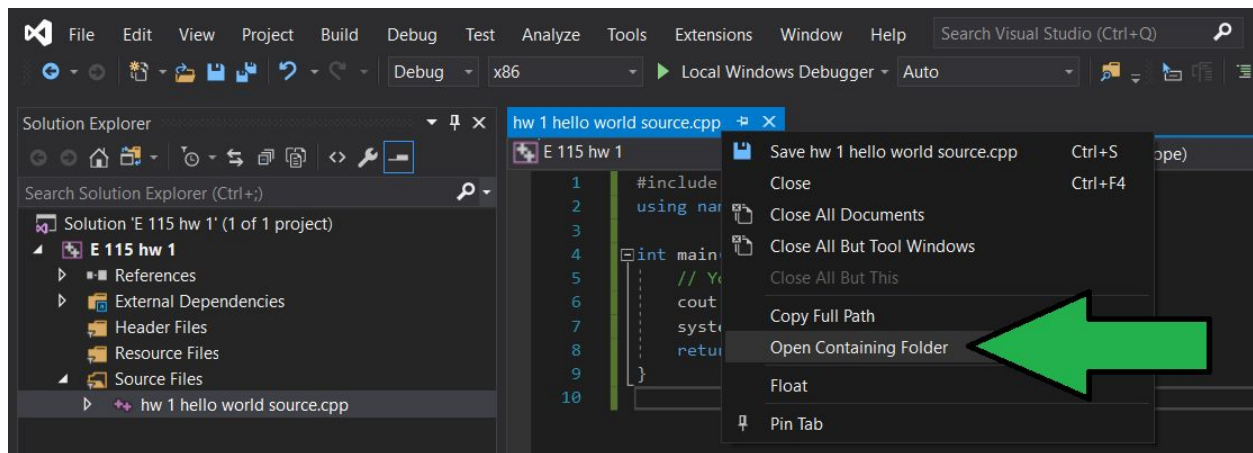 File Edit View Project Build Debug Test Analyze Tools Extensions Window Help Search Visual Studio (Ctrl+Q)
Debug x86 Local Windows Debugger Auto
Solution Explorer
Search Solution Explorer (Ctrl+;)
Solution 'E 115 hw 1' (1 of 1 project)
E 115 hw 1
References
External Dependencies
Header Files
Resource Files
Source Files
hw 1 hello world source.cpp
hw 1 hello world source.cpp
E 115 hw 1
1 #include
2 using
3
4 int main
5 //
6 cout
7
8
9 }
10
Save hw 1 hello world source.cpp Ctrl+S
Close Ctrl+F4
Close All Documents
Close All But Tool Windows
Close All But This
Copy Full Path
Open Containing Folder
Float
Pin Tab